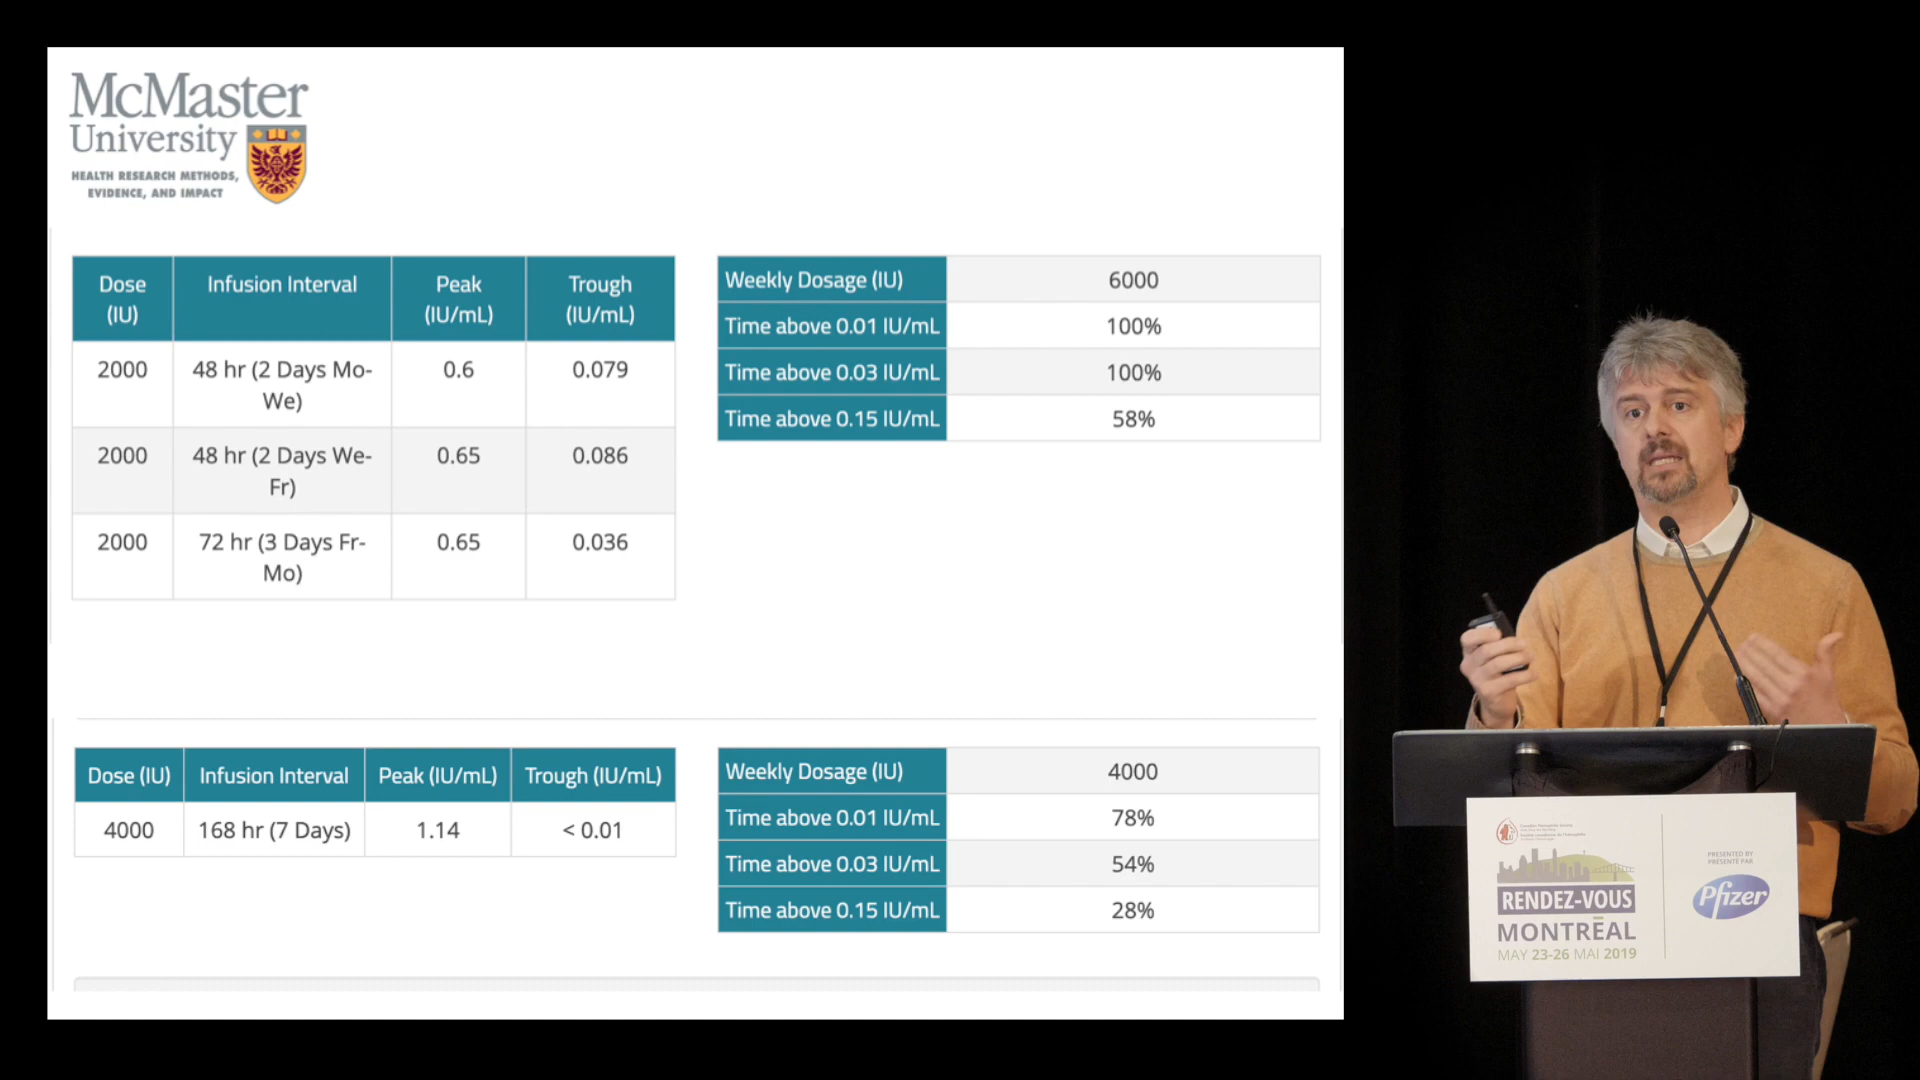 McMaster
University
HEALTH RESEARCH METHODS,
EVIDENCE, AND IMPACT
Dose (IU) Infusion Interval Peak (IU/mL) Trough (IU/mL)
2000 48 hr (2 Days Mo-We) 0.6 0.079
2000 48 hr (2 Days We-Fr) 0.65 0.086
2000 72 hr (3 Days Fr-Mo) 0.65 0.036
Weekly Dosage (IU) 6000
Time above 0.01 IU/mL 100%
Time above 0.03 IU/mL 100%
Time above 0.15 IU/mL 58%
Dose (IU) Infusion Interval Peak (IU/mL) Trough (IU/mL)
4000 168 hr (7 Days) 1.14 < 0.01
Weekly Dosage (IU) 4000
Time above 0.01 IU/mL 78%
Time above 0.03 IU/mL 54%
Time above 0.15 IU/mL 28%
RENDEZ-VOUS
MONTRÉAL
MAY 23-26 MAI 2019
PRESENTED BY
PRÉSENTÉ PAR
Pfizer